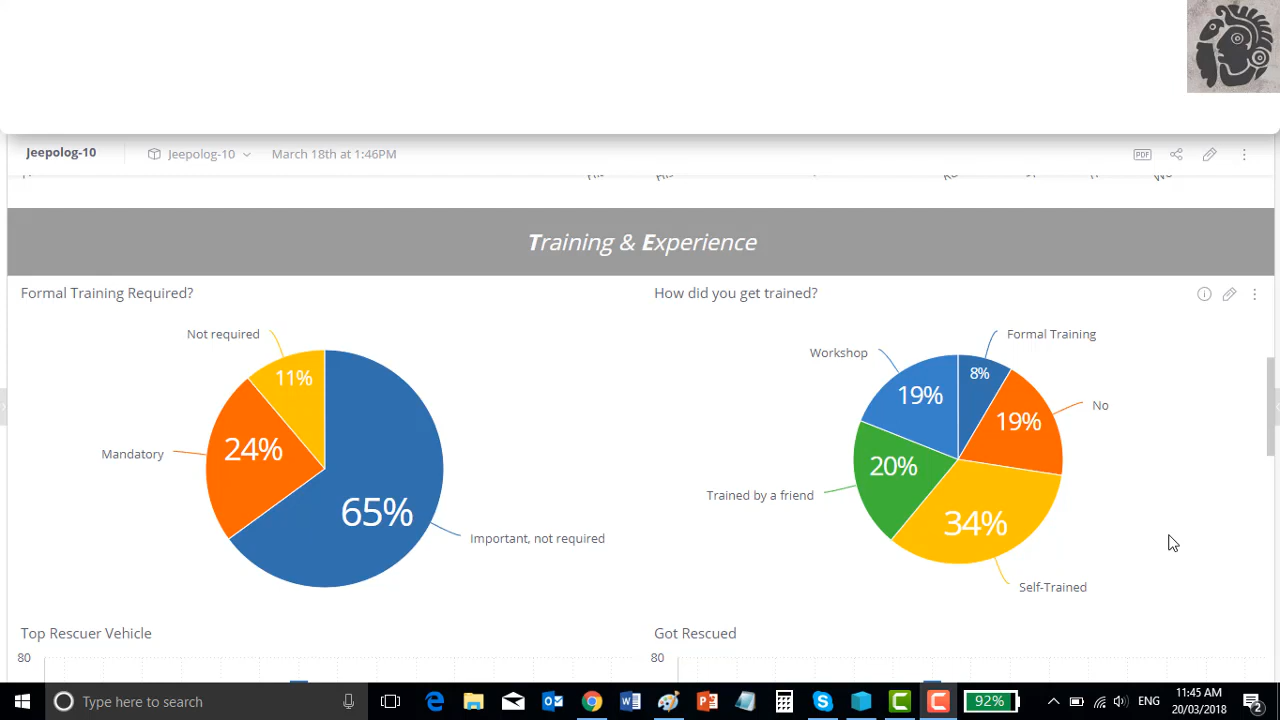 Jeepolog-10
Jeepolog-10
March 18th at 1:46PM
PDF
Training & Experience
Formal Training Required?
How did you get trained?
Not required
11%
Mandatory
24%
65%
Important, not required
Formal Training
8%
Workshop
19%
No
19%
Trained by a friend
20%
34%
Self-Trained
Top Rescuer Vehicle
80
Got Rescued
80
Type here to search
92%
ENG
11:45 AM
20/03/2018
2